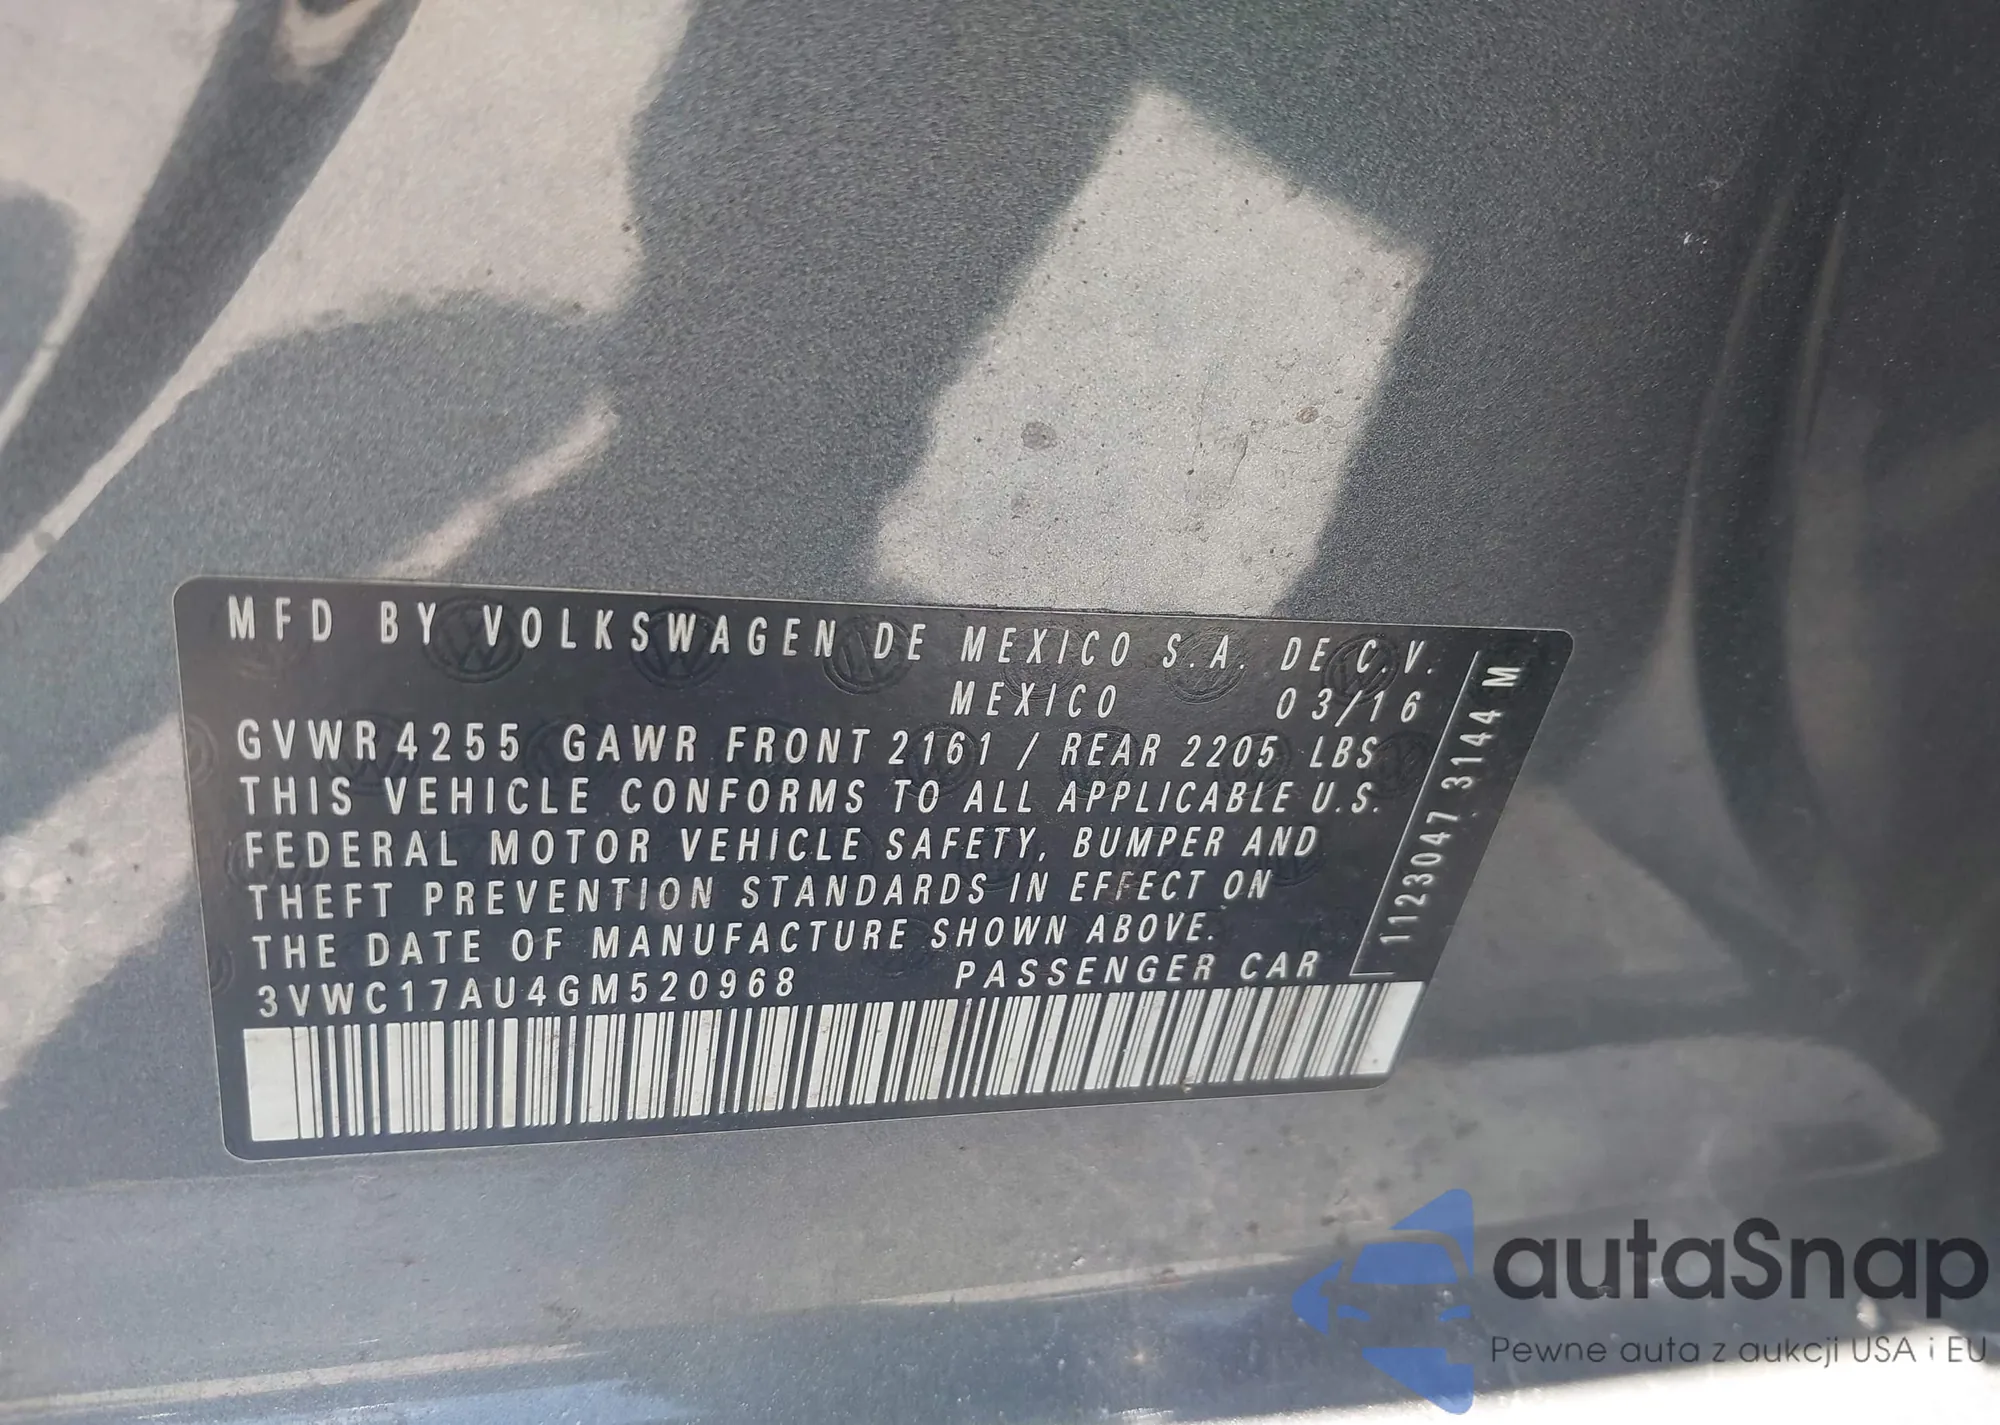 MFD BY VOLKSWAGEN DE MEXICO S.A. DE C.V.
MEXICO 03/16
GVWR 4255 GAWR FRONT 2161 / REAR 2205 LBS
THIS VEHICLE CONFORMS TO ALL APPLICABLE U.S.
FEDERAL MOTOR VEHICLE SAFETY, BUMPER AND
THEFT PREVENTION STANDARDS IN EFFECT ON
THE DATE OF MANUFACTURE SHOWN ABOVE.
3VWC17AU4GM520968 PASSENGER CAR
1123047 3144 M
autaSnap
Pewne auta z aukcji USA i EU